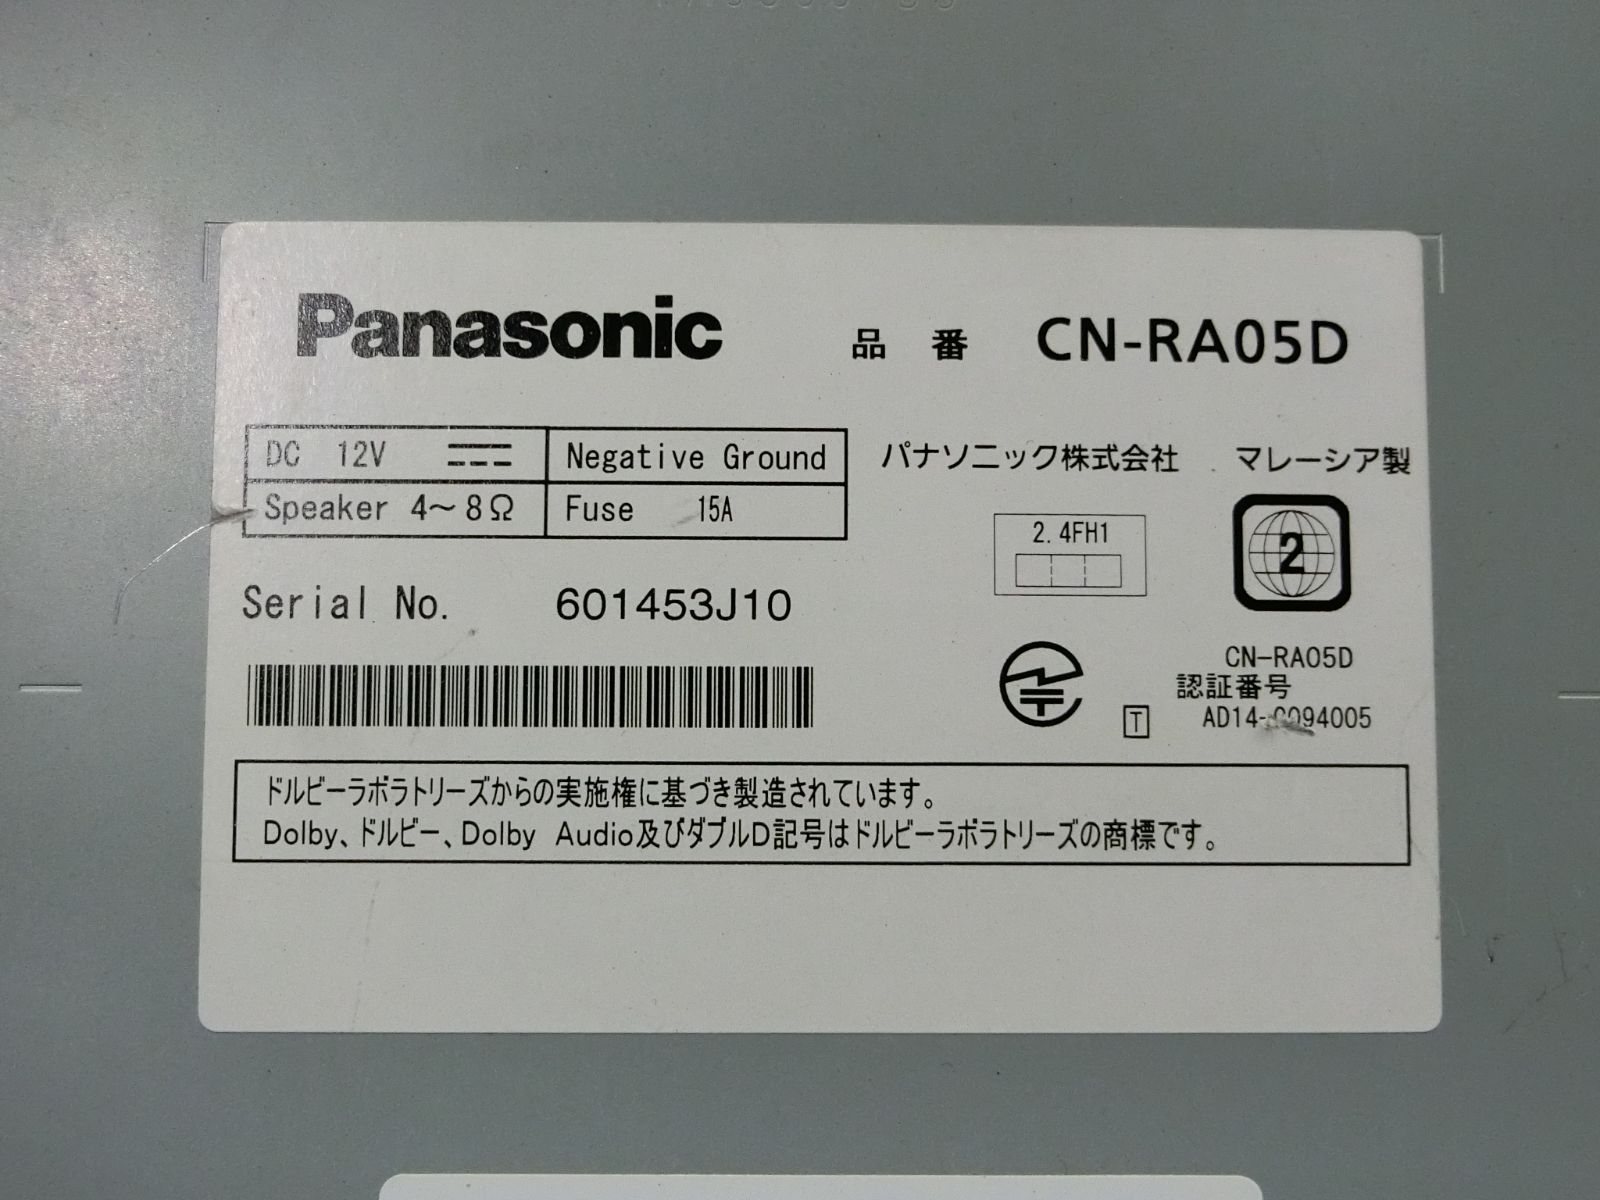 Panasonic 品番 CN-RA05D
DC 12V Negative Ground
Speaker 4～8Ω Fuse 15A
パナソニック株式会社 マレーシア製
2.4FH1
2
Serial No. 601453J10
CN-RA05D
認証番号
T
ドルビーラボラトリーズからの実施権に基づき製造されています。
Dolby、ドルビー、Dolby Audio及びダブルD記号はドルビーラボラトリーズの商標です。